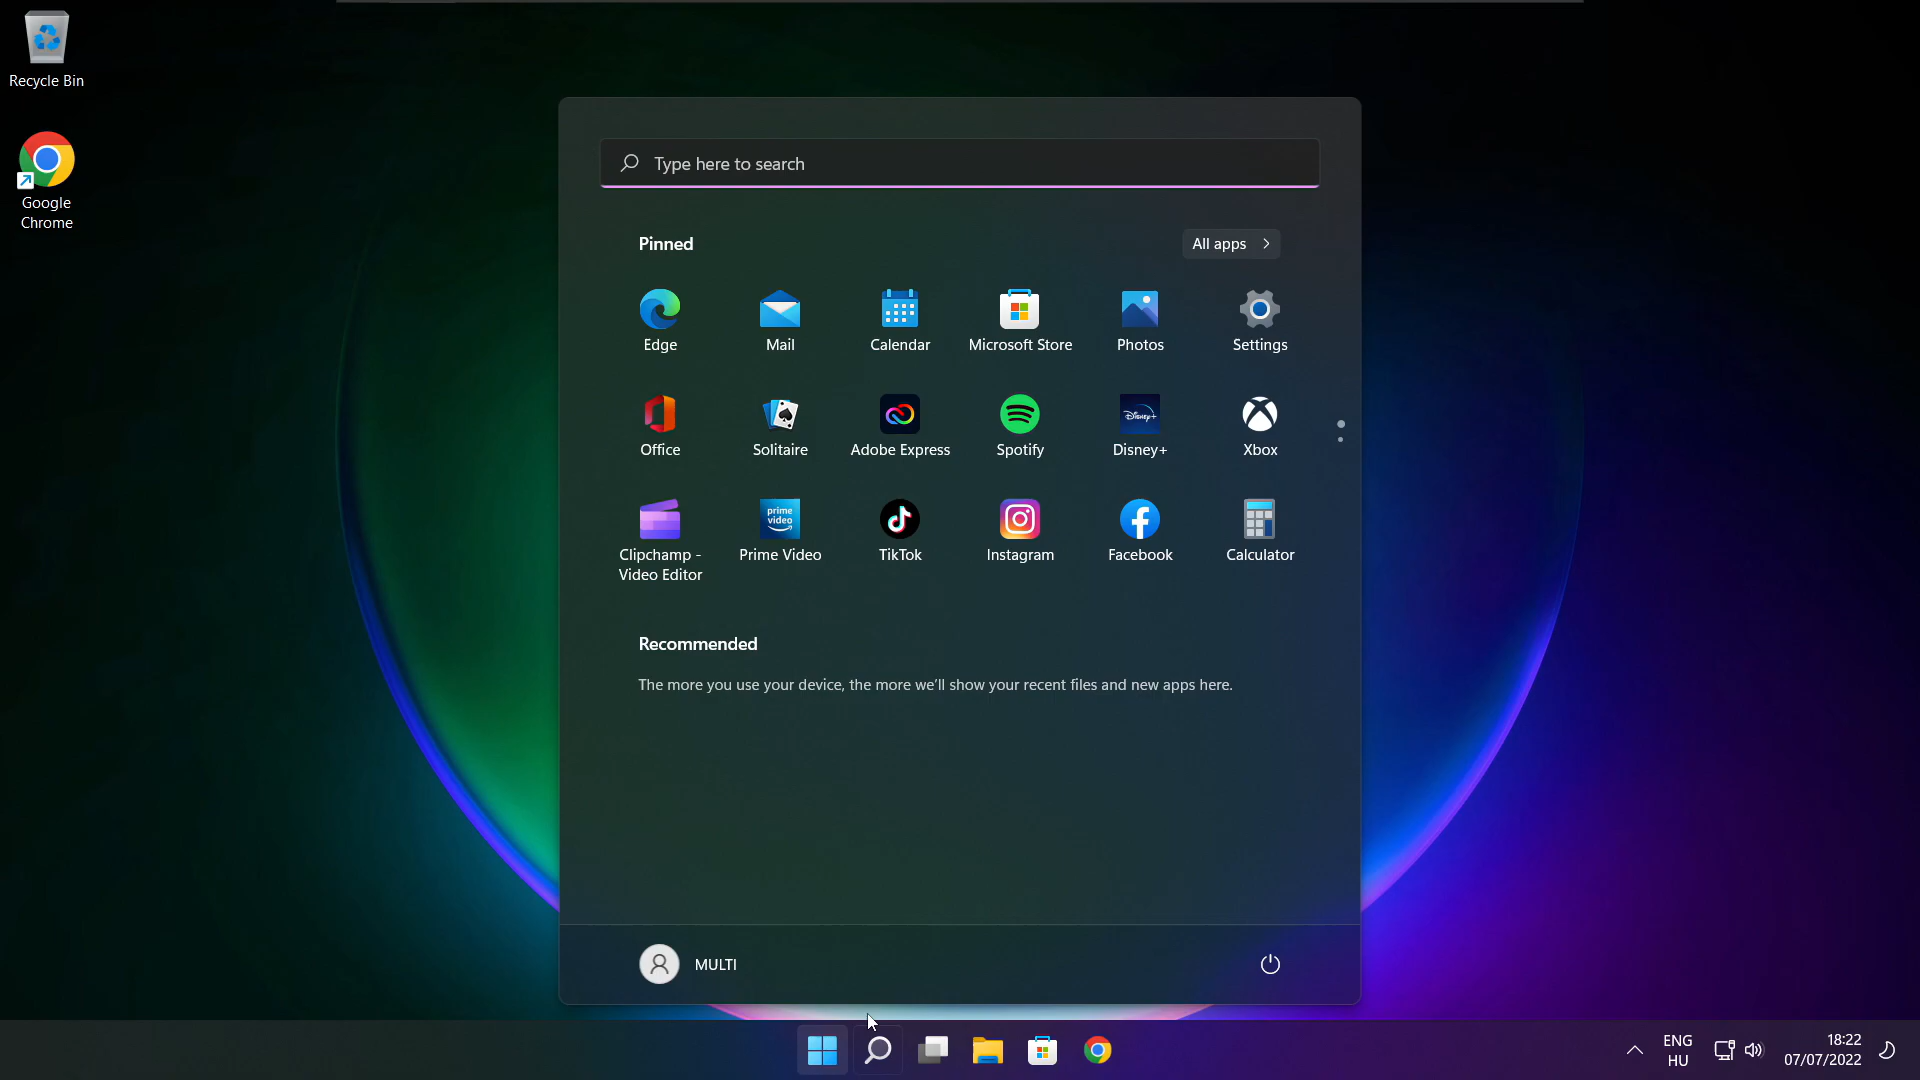 Recycle Bin
Google
Chrome
Type here to search
Pinned
All apps
Edge
Mail
Calendar
Microsoft Store
Photos
Settings
Office
Solitaire
Adobe Express
Spotify
Disney+
Disney+
Xbox
prime
video
Clipchamp -
Video Editor
Prime Video
TikTok
Instagram
Facebook
Calculator
Recommended
The more you use your device, the more we'll show your recent files and new apps here.
MULTI
ENG
HU
18:22
07/07/2022